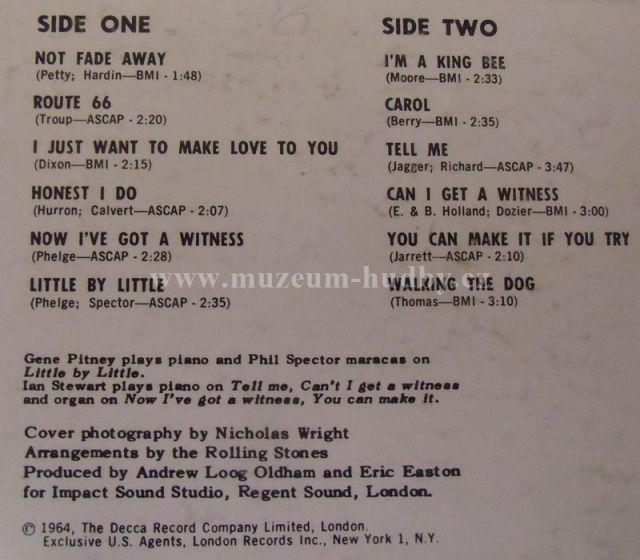 SIDE ONE
NOT FADE AWAY
(Petty; Hardin—BMI - 1:48)
ROUTE 66
(Troup—ASCAP - 2:20)
I JUST WANT TO MAKE LOVE TO YOU
(Dixon—BMI - 2:15)
HONEST I DO
(Hurron; Calvert—ASCAP - 2:07)
NOW I'VE GOT A WITNESS
(Phelge—ASCAP - 2:28)
LITTLE BY LITTLE
(Phelge; Spector—ASCAP - 2:35)
SIDE TWO
I'M A KING BEE
(Moore—BMI - 2:33)
CAROL
(Berry—BMI - 2:35)
TELL ME
(Jagger; Richard—ASCAP - 3:47)
CAN I GET A WITNESS
(E. & B. Holland; Dozier—BMI - 3:00)
YOU CAN MAKE IT IF YOU TRY
(Jarrett—ASCAP - 2:10)
WALKING THE DOG
(Thomas—BMI - 3:10)
www.muzeum-hudby.cz
Gene Pitney plays piano and Phil Spector maracas on
Little by Little.
Ian Stewart plays piano on Tell me, Can't I get a witness
and organ on Now I've got a witness, You can make it.
Cover photography by Nicholas Wright
Arrangements by the Rolling Stones
Produced by Andrew Loog Oldham and Eric Easton
for Impact Sound Studio, Regent Sound, London.
© 1964, The Decca Record Company Limited, London.
Exclusive U.S. Agents, London Records Inc., New York 1, N.Y.